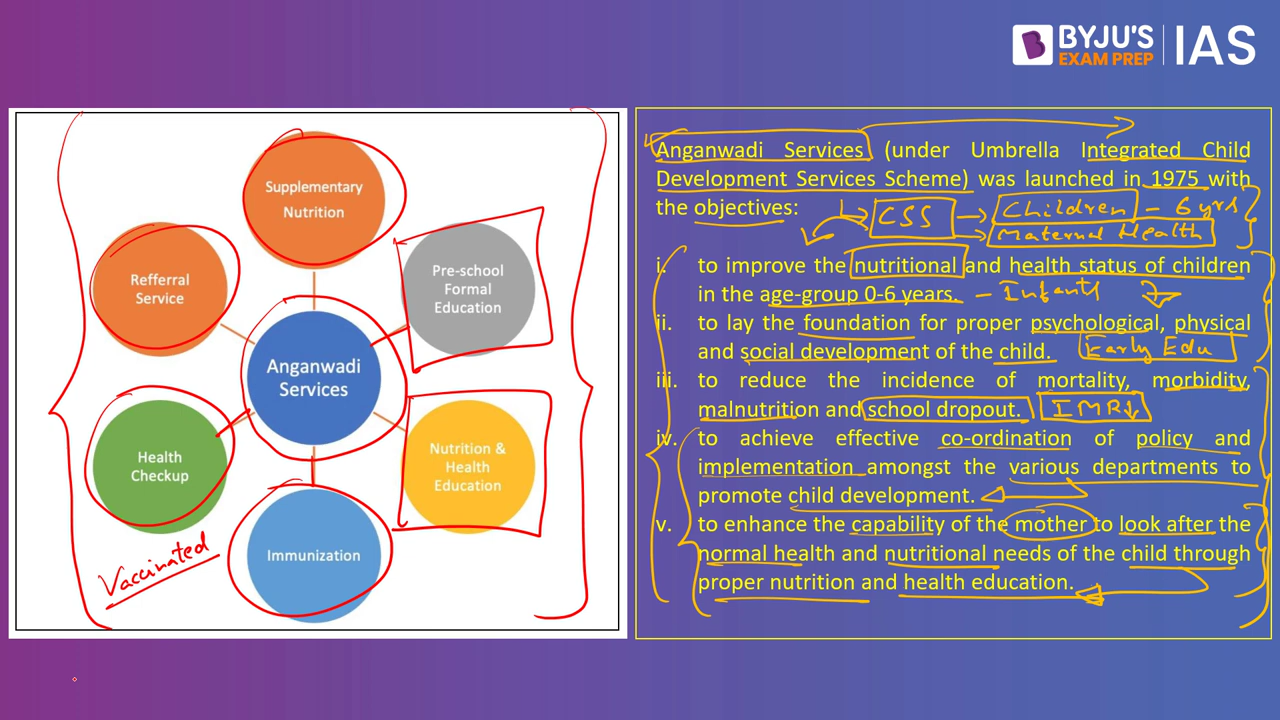 BYJU'S
EXAM PREP
IAS
Supplementary
Nutrition
Refferral
Service
Pre-school
Formal
Education
Anganwadi
Services
Health
Checkup
Nutrition &
Health
Education
Immunization
Vaccinated
Anganwadi Services (under Umbrella Integrated Child
Development Services Scheme) was launched in 1975 with
the objectives:
CSS
Children - 6 yrs
Maternal Health
i. to improve the nutritional and health status of children
in the age-group 0-6 years. - Infants
ii. to lay the foundation for proper psychological, physical
and social development of the child. Early Edu
iii. to reduce the incidence of mortality, morbidity,
malnutrition and school dropout. IMR↓
iv. to achieve effective co-ordination of policy and
implementation amongst the various departments to
promote child development.
v. to enhance the capability of the mother to look after the
normal health and nutritional needs of the child through
proper nutrition and health education.